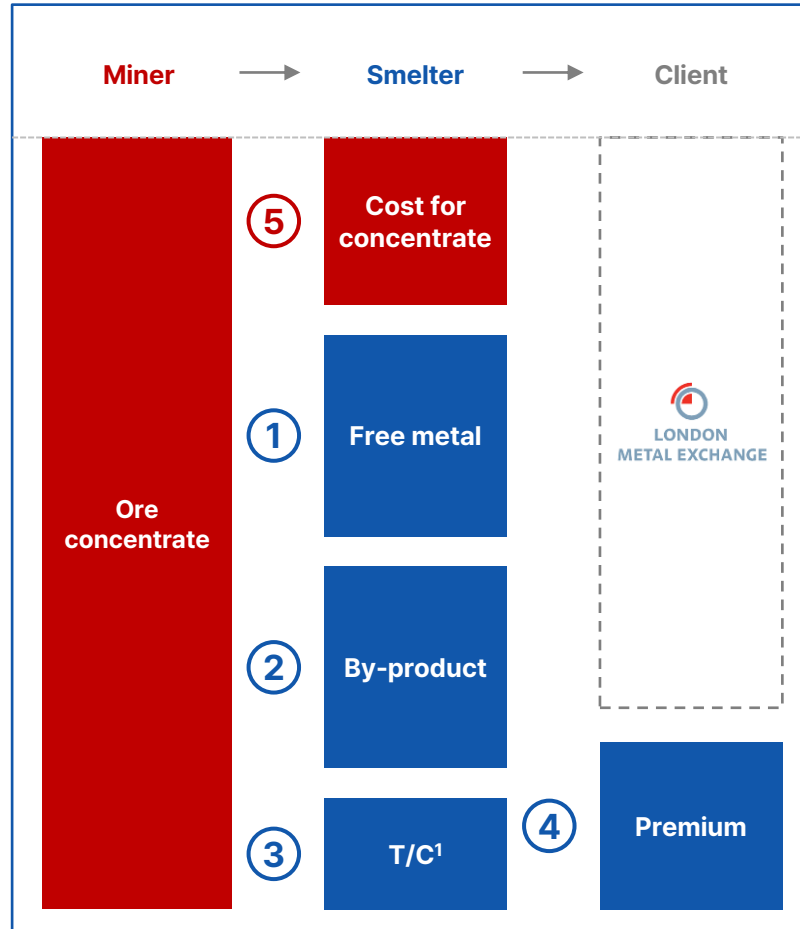 Miner
Smelter
Client
Ore
concentrate
5
Cost for
concentrate
1
Free metal
2
By-product
3
T/C¹
LONDON
METAL EXCHANGE
4
Premium